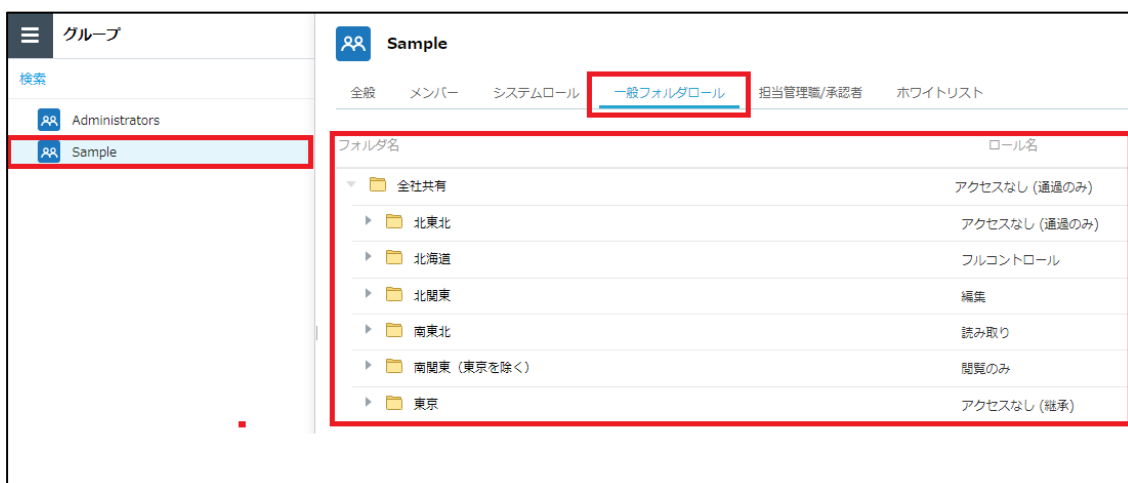 グループ
検索
Administrators
Sample
Sample
全般 メンバー システムロール 一般フォルダロール 担当管理職/承認者 ホワイトリスト
フォルダ名 ロール名
全社共有 アクセスなし (通過のみ)
北東北 アクセスなし (通過のみ)
北海道 フルコントロール
北関東 編集
南東北 読み取り
南関東（東京を除く）閲覧のみ
東京 アクセスなし (継承)